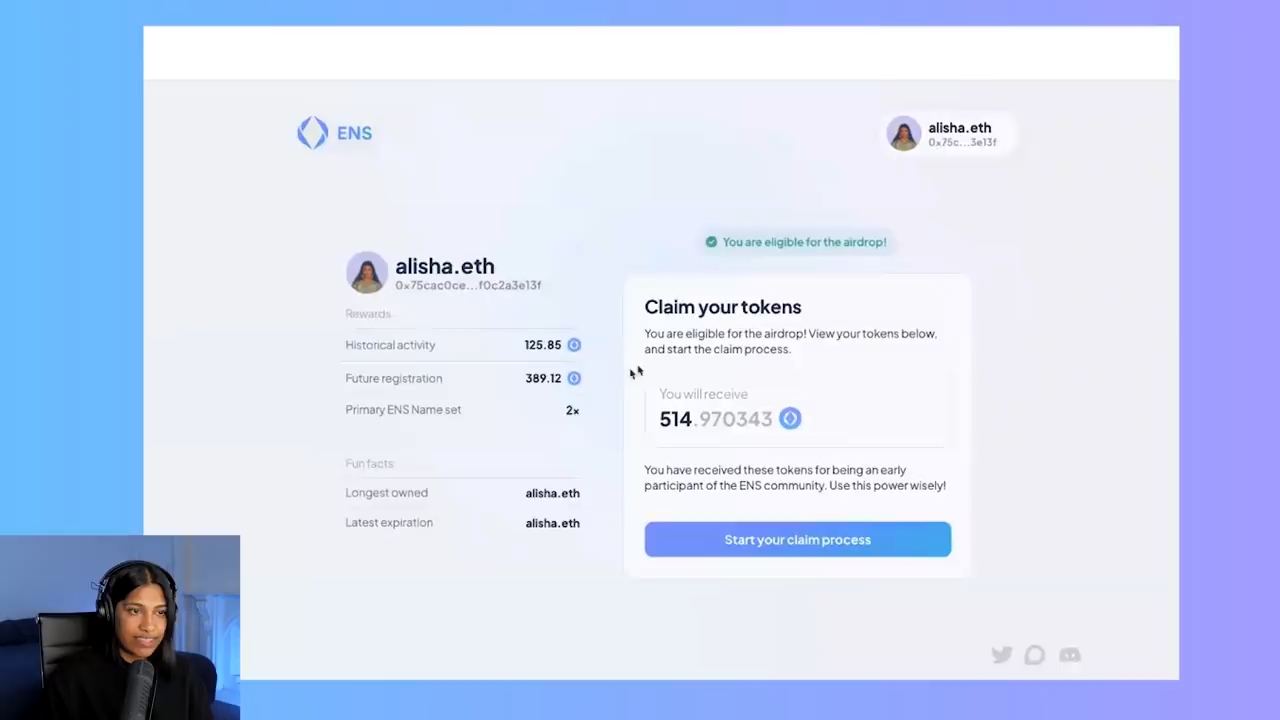 ENS
alisha.eth
0x75c...3e13f
You are eligible for the airdrop!
alisha.eth
0x75cac0ce...f0c2a3e13f
Rewards
Historical activity 125.85
Future registration 389.12
Primary ENS Name set 2x
Fun facts
Longest owned alisha.eth
Latest expiration alisha.eth
Claim your tokens
You are eligible for the airdrop! View your tokens below,
and start the claim process.
You will receive
514.970343
You have received these tokens for being an early
participant of the ENS community. Use this power wisely!
Start your claim process